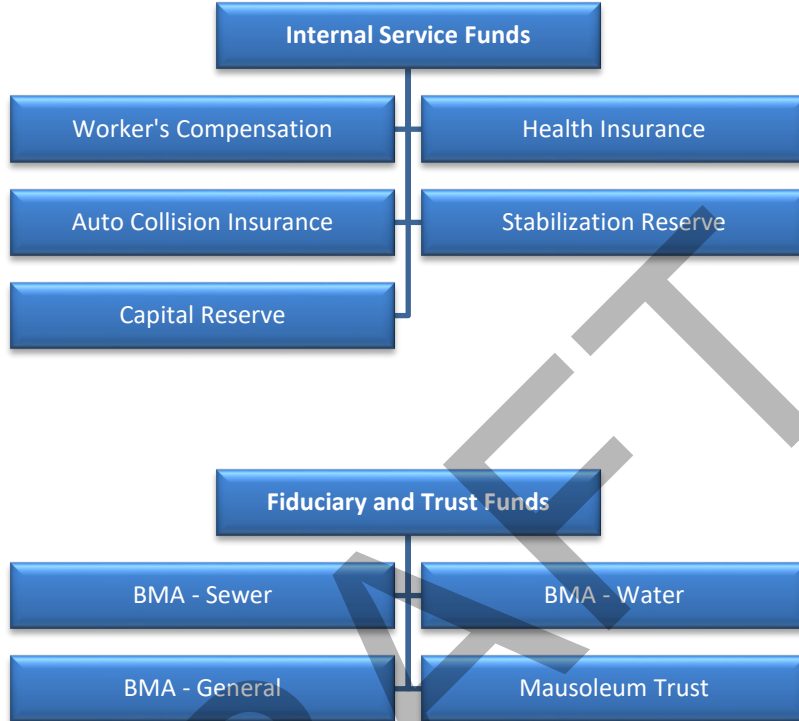 Internal Service Funds
Worker's Compensation
Health Insurance
Auto Collision Insurance
Stabilization Reserve
Capital Reserve
Fiduciary and Trust Funds
BMA - Sewer
BMA - Water
BMA - General
Mausoleum Trust